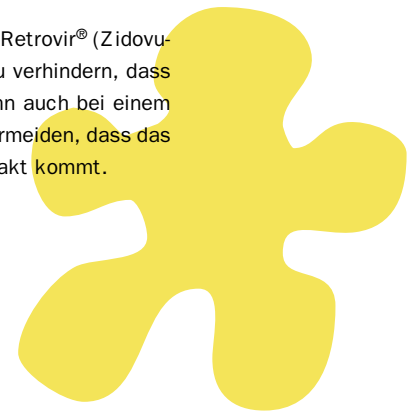 Retrovir® (Zidovu-
u verhindern, dass
nn auch bei einem
rmeiden, dass das
akt kommt.